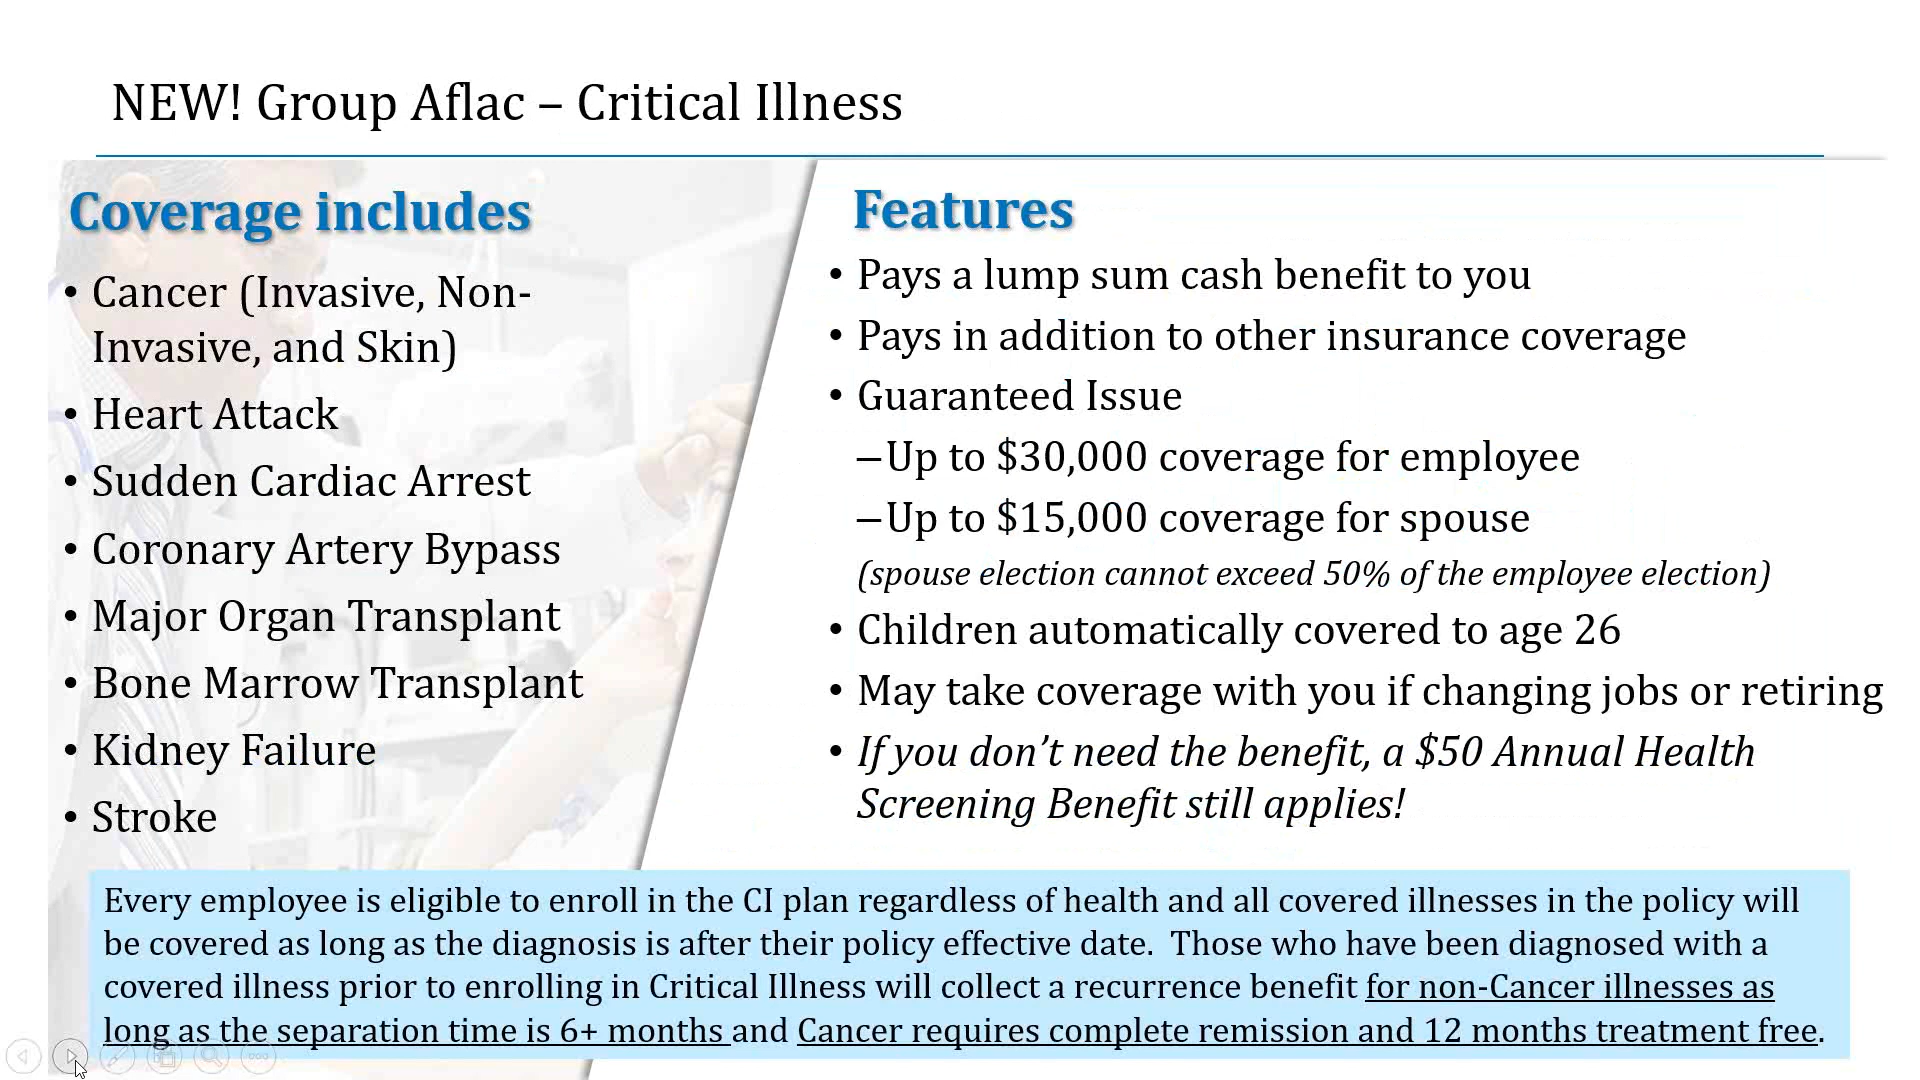 NEW! Group Aflac – Critical Illness
Coverage includes
• Cancer (Invasive, Non-
Invasive, and Skin)
• Heart Attack
• Sudden Cardiac Arrest
• Coronary Artery Bypass
• Major Organ Transplant
• Bone Marrow Transplant
• Kidney Failure
• Stroke
Features
• Pays a lump sum cash benefit to you
• Pays in addition to other insurance coverage
• Guaranteed Issue
–Up to $30,000 coverage for employee
–Up to $15,000 coverage for spouse
(spouse election cannot exceed 50% of the employee election)
• Children automatically covered to age 26
• May take coverage with you if changing jobs or retiring
• If you don’t need the benefit, a $50 Annual Health
Screening Benefit still applies!
Every employee is eligible to enroll in the CI plan regardless of health and all covered illnesses in the policy will
be covered as long as the diagnosis is after their policy effective date.  Those who have been diagnosed with a
covered illness prior to enrolling in Critical Illness will collect a recurrence benefit for non-Cancer illnesses as
long as the separation time is 6+ months and Cancer requires complete remission and 12 months treatment free.